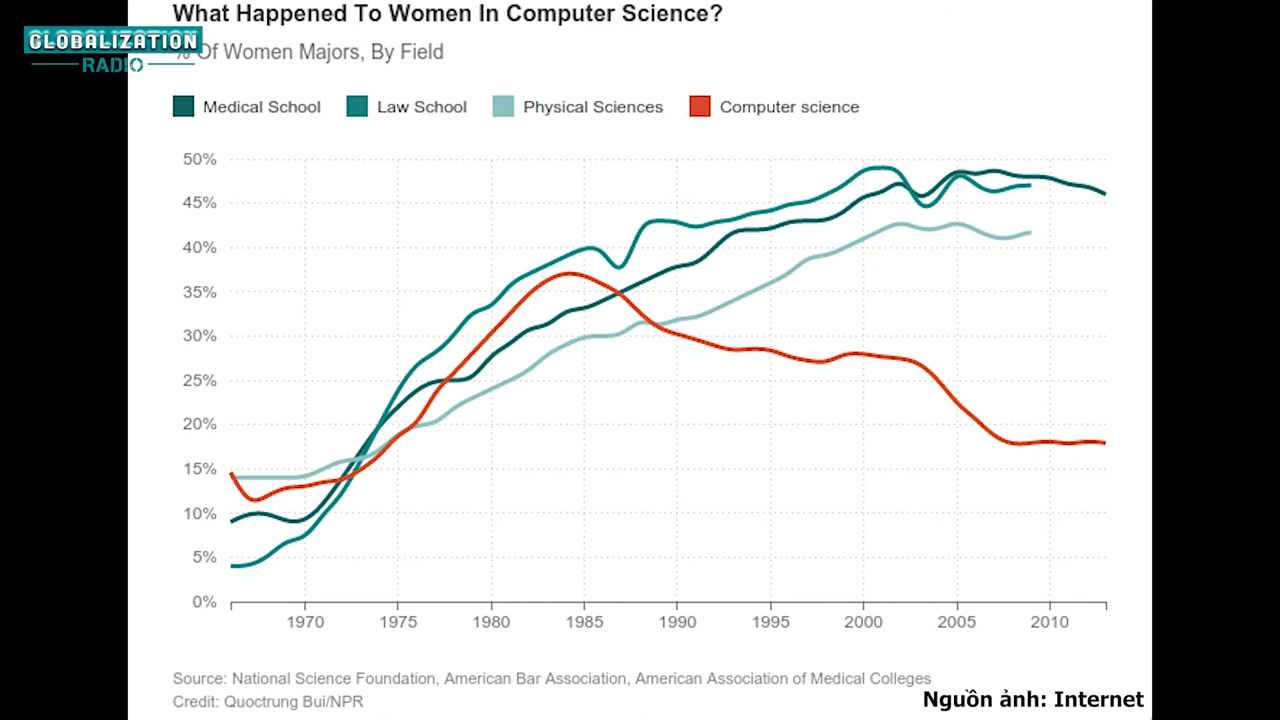 What Happened To Women In Computer Science?
GLOBALIZATION
RADIO
% Of Women Majors, By Field
Medical School Law School Physical Sciences Computer science
50%
45%
40%
35%
30%
25%
20%
15%
10%
5%
0%
1970 1975 1980 1985 1990 1995 2000 2005 2010
Source: National Science Foundation, American Bar Association, American Association of Medical Colleges
Credit: Quoctrung Bui/NPR
Nguồn ảnh: Internet